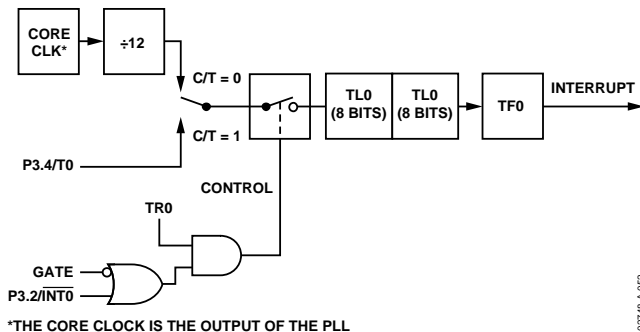 CORE
CLK*
÷12
C/T = 0
C/T = 1
P3.4/T0
TL0
(8 BITS)
TL0
(8 BITS)
TF0
INTERRUPT
CONTROL
TR0
GATE
P3.2/INT0
*THE CORE CLOCK IS THE OUTPUT OF THE PLL